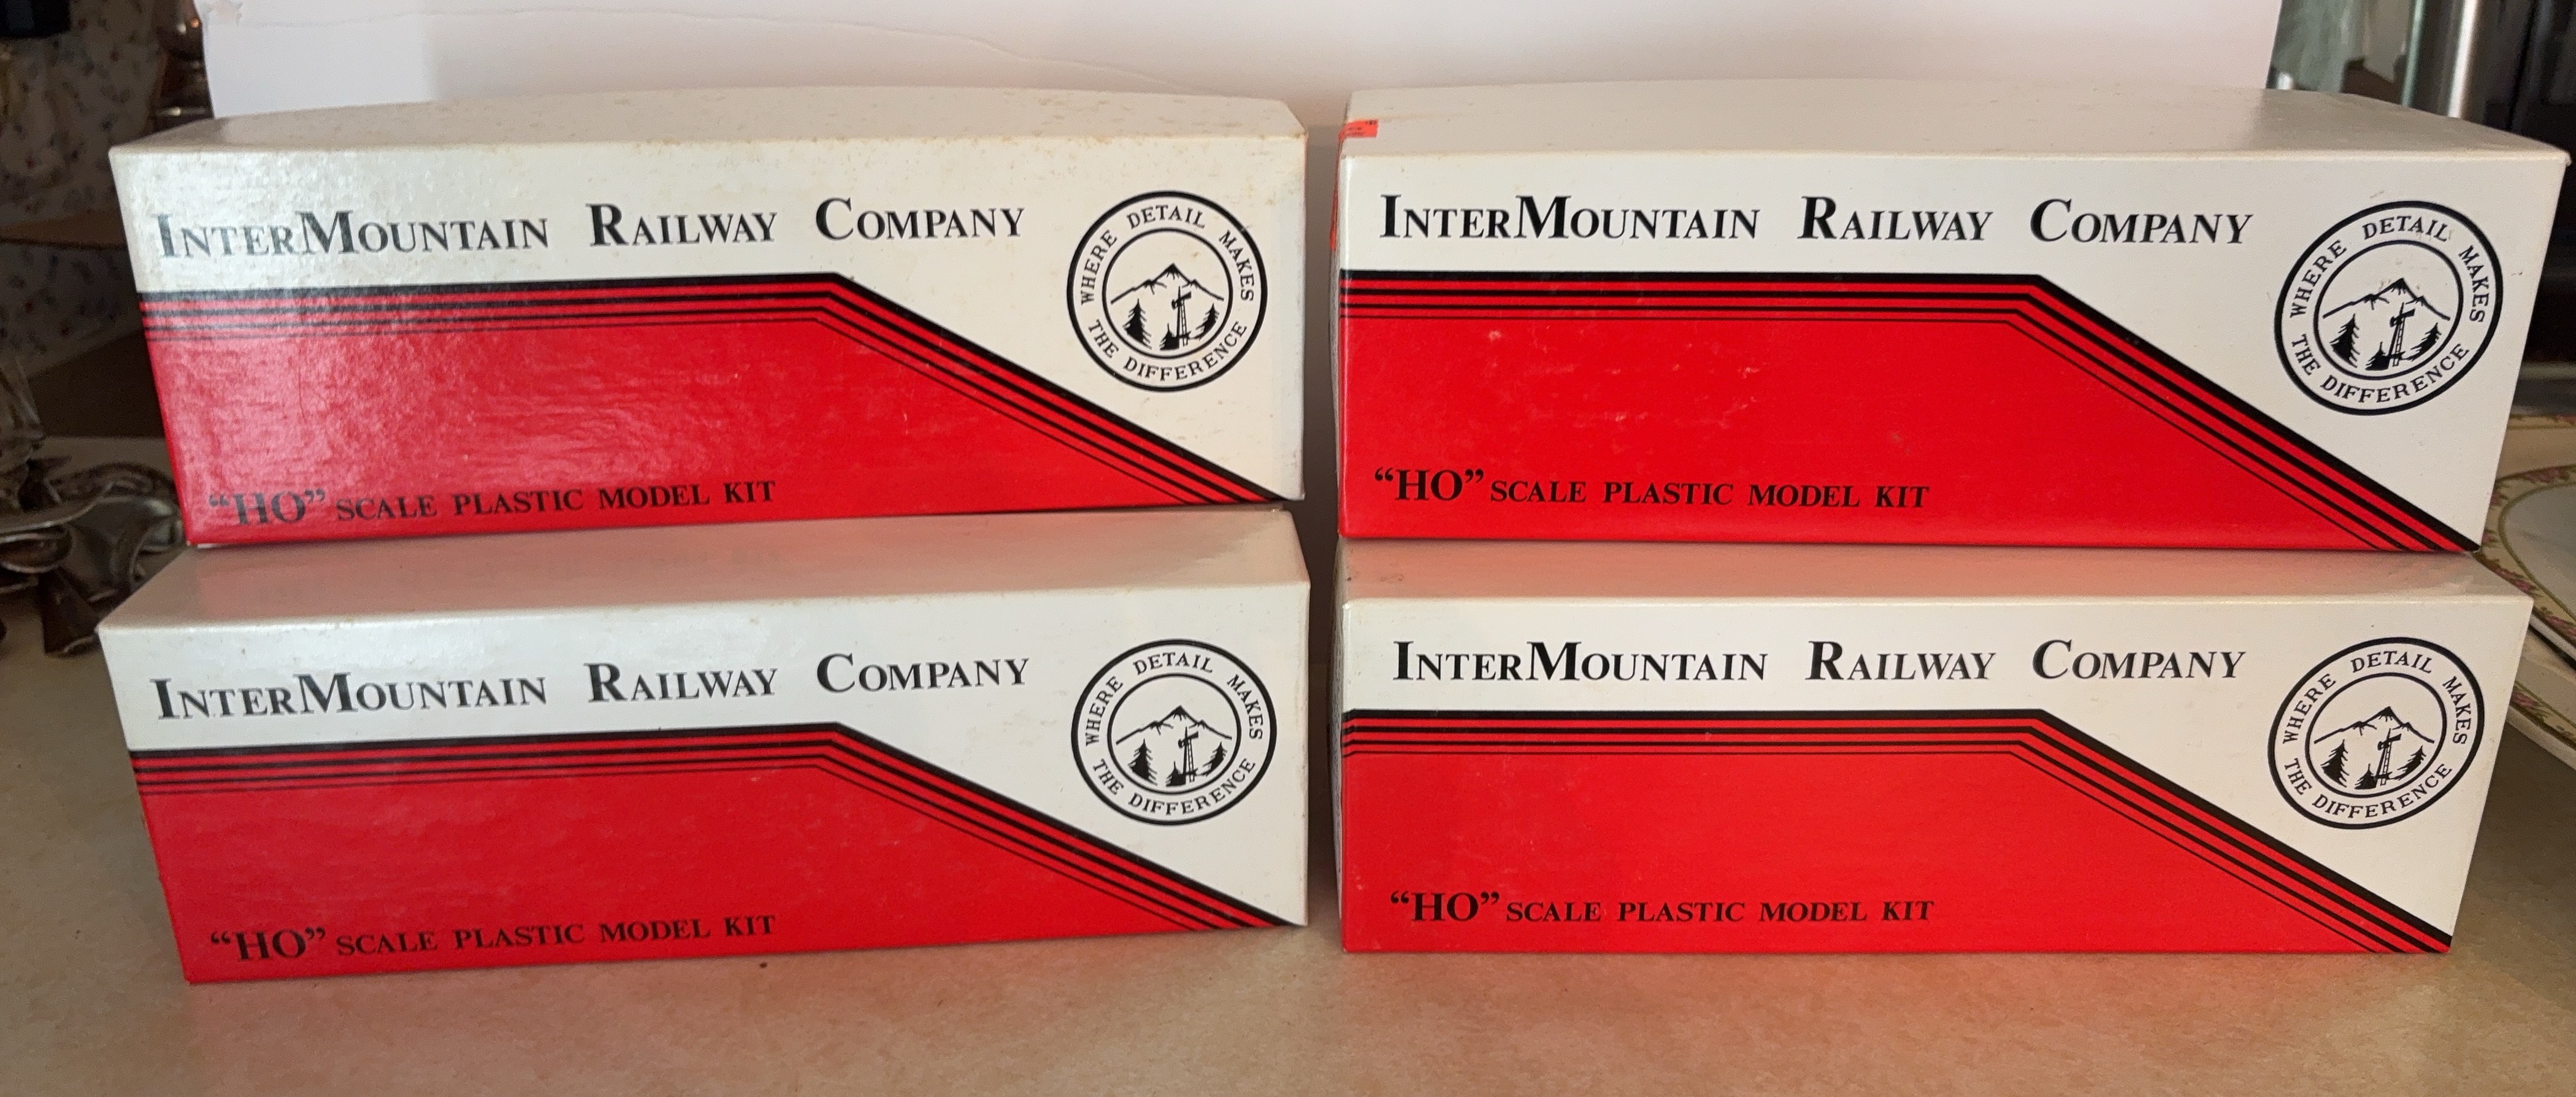 INTERMOUNTAIN RAILWAY COMPANY
WHERE DETAIL MAKES THE DIFFERENCE
“HO” SCALE PLASTIC MODEL KIT
INTERMOUNTAIN RAILWAY COMPANY
WHERE DETAIL MAKES THE DIFFERENCE
“HO” SCALE PLASTIC MODEL KIT
INTERMOUNTAIN RAILWAY COMPANY
WHERE DETAIL MAKES THE DIFFERENCE
“HO” SCALE PLASTIC MODEL KIT
INTERMOUNTAIN RAILWAY COMPANY
WHERE DETAIL MAKES THE DIFFERENCE
“HO” SCALE PLASTIC MODEL KIT